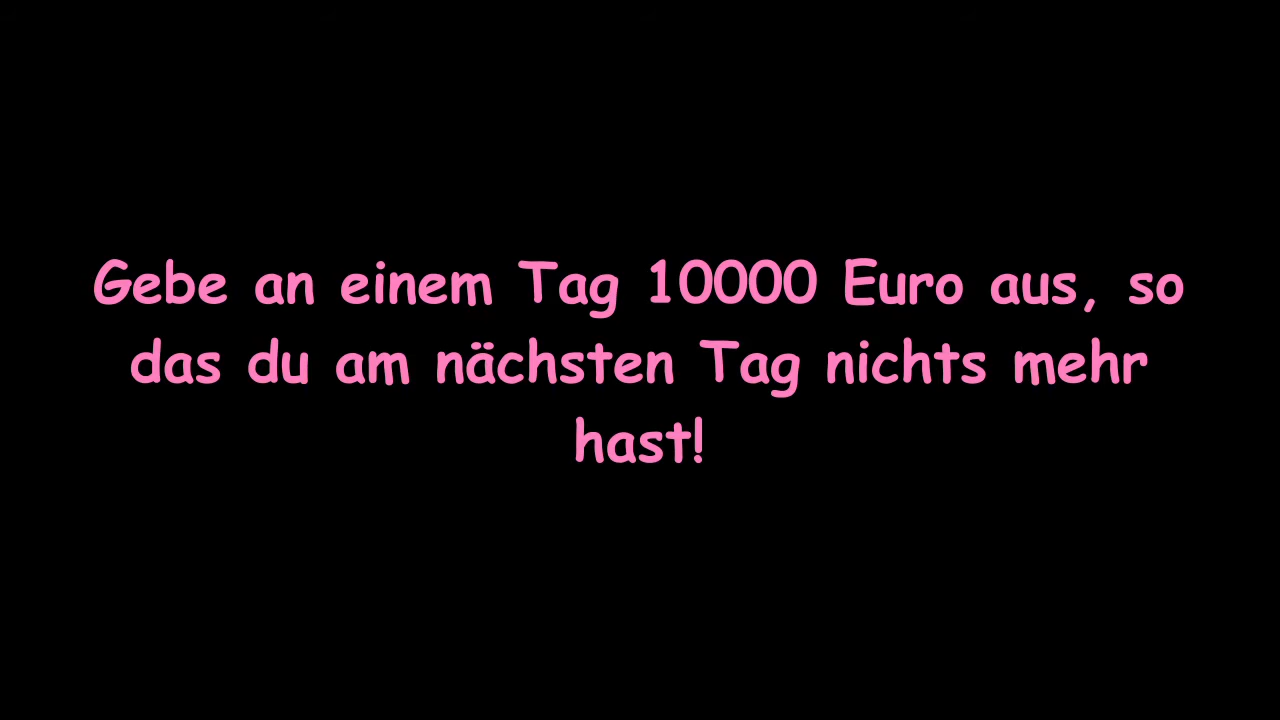 Gebe an einem Tag 10000 Euro aus, so
das du am nächsten Tag nichts mehr
hast!